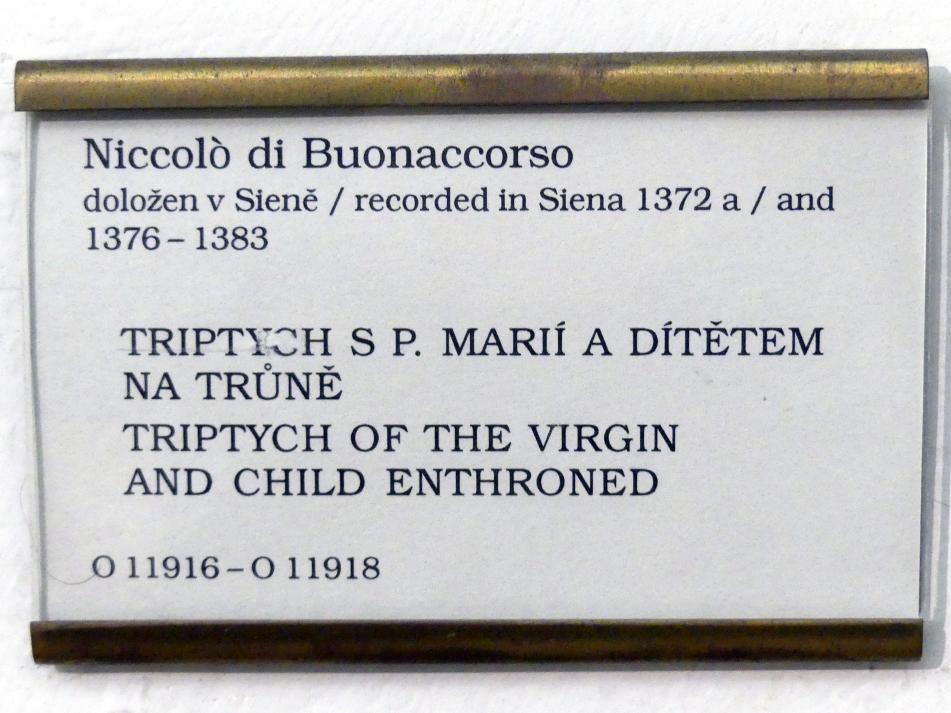 Niccolò di Buonaccorso
doložen v Sieně / recorded in Siena 1372 a / and
1376 – 1383
TRIPTYCH S P. MARIÍ A DÍTĚTEM
NA TRŮNĚ
TRIPTYCH OF THE VIRGIN
AND CHILD ENTHRONED
O 11916 – O 11918